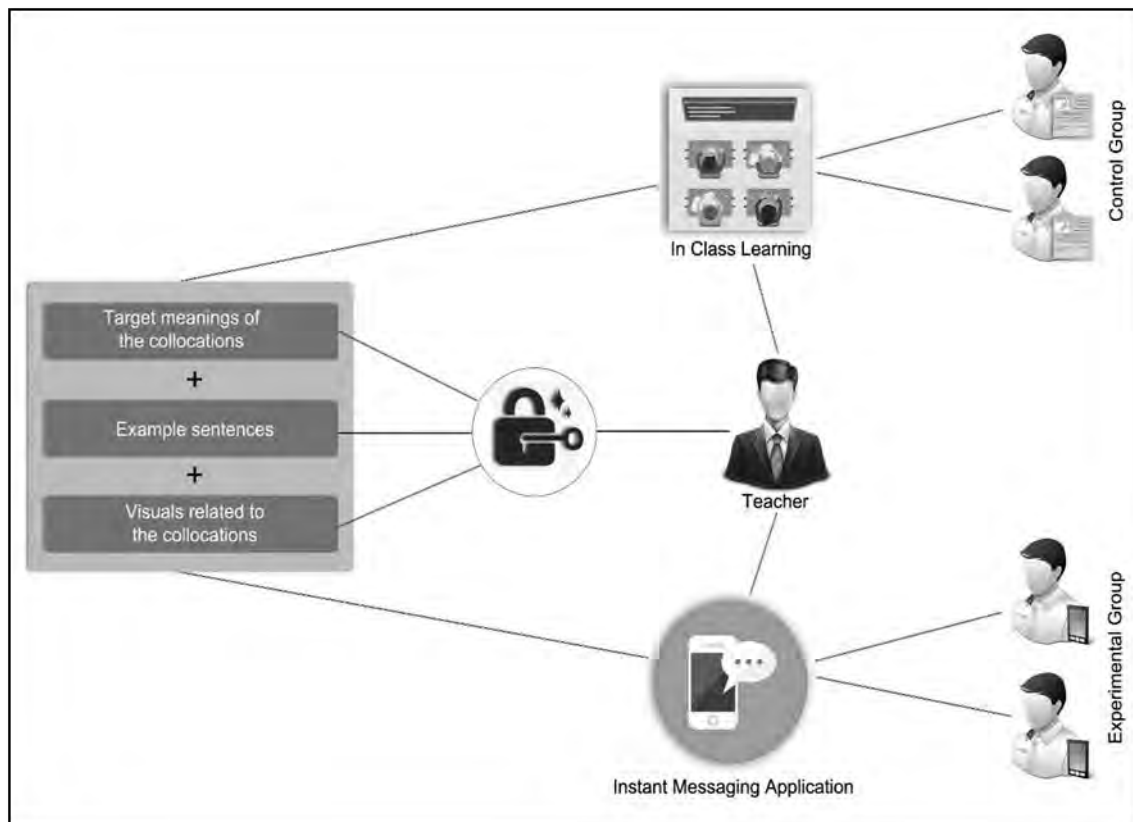 In Class Learning
Control Group
Target meanings of
the collocations
+
Example sentences
+
Visuals related to
the collocations
Teacher
Instant Messaging Application
Experimental Group